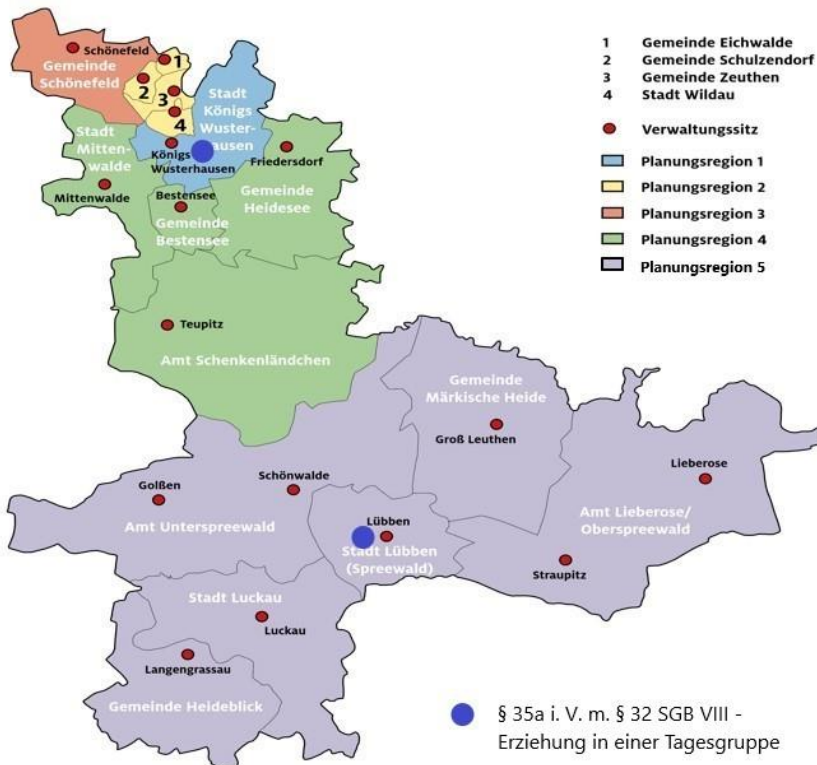 Schönefeld
Gemeinde
Schönefeld
1
2
3
4
Stadt
Königs
Wuster-
hausen
Stadt
Mitten-
walde
Königs
Wusterhausen
Friedersdorf
Mittenwalde
Bestensee
Gemeinde
Bestensee
Gemeinde
Heidesee
Teupitz
Amt Schenkenländchen
Gemeinde
Märkische Heide
Groß Leuthen
Lieberose
Golßen
Schönwalde
Amt Unterspreewald
Lübben
Stadt Lübben
(Spreewald)
Amt Lieberose/
Oberspreewald
Straupitz
Stadt Luckau
Luckau
Langengrassau
Gemeinde Heideblick
1 Gemeinde Eichwalde
2 Gemeinde Schulzendorf
3 Gemeinde Zeuthen
4 Stadt Wildau
Verwaltungssitz
Planungsregion 1
Planungsregion 2
Planungsregion 3
Planungsregion 4
Planungsregion 5
§ 35a i. V. m. § 32 SGB VIII -
Erziehung in einer Tagesgruppe